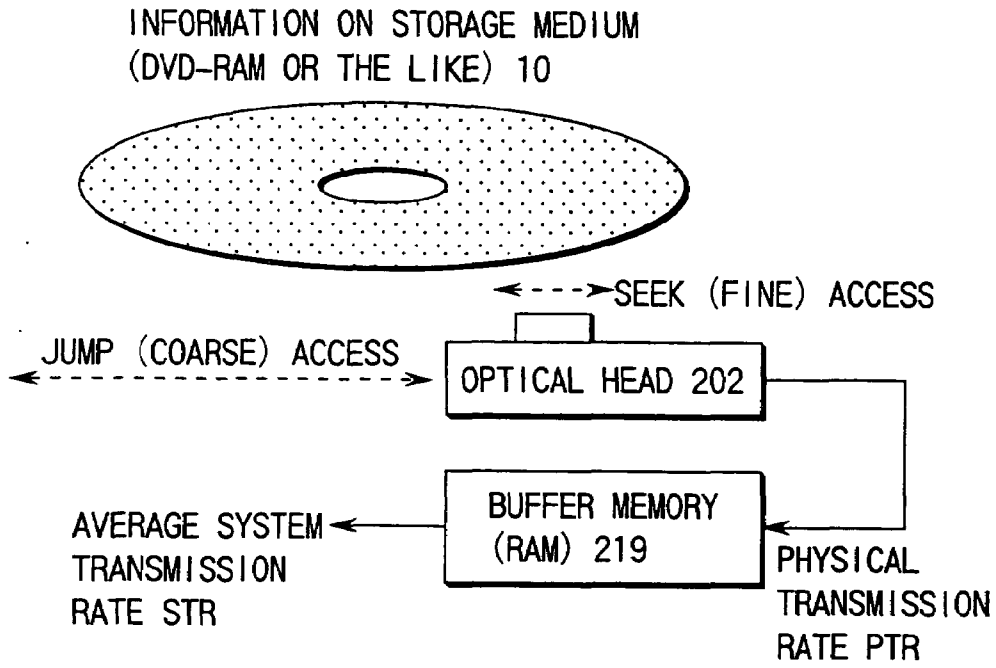 INFORMATION ON STORAGE MEDIUM
(DVD-RAM OR THE LIKE) 10
SEEK (FINE) ACCESS
JUMP (COARSE) ACCESS
OPTICAL HEAD 202
BUFFER MEMORY
(RAM) 219
AVERAGE SYSTEM
TRANSMISSION
RATE STR
PHYSICAL
TRANSMISSION
RATE PTR